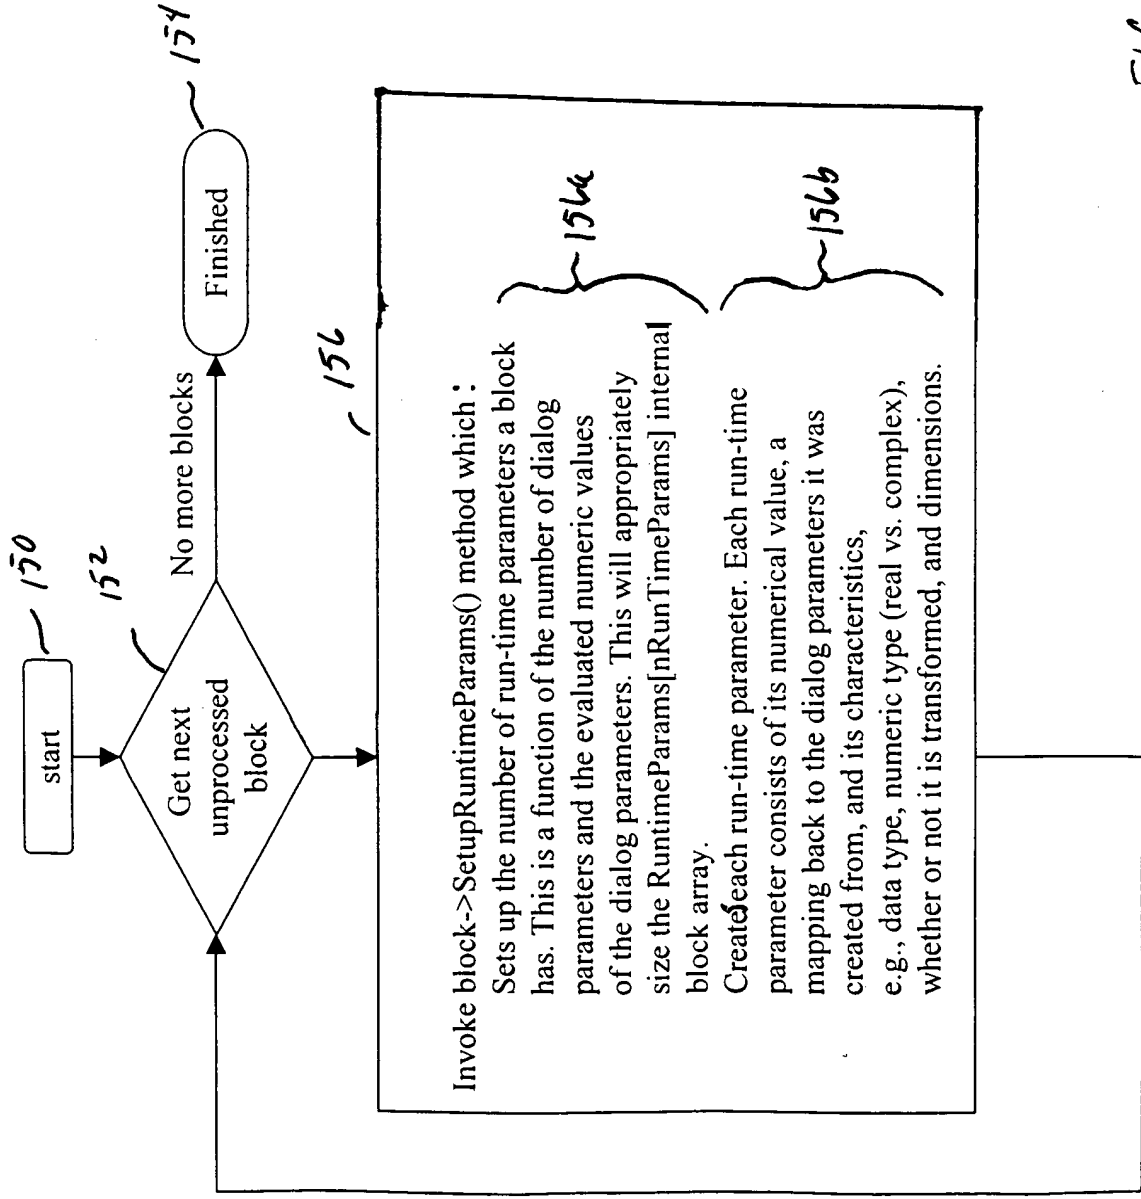 150
start
152
Get next
unprocessed
block
No more blocks
Finished
154
156
Invoke block->SetupRuntimeParams() method which :
Sets up the number of run-time parameters a block
has. This is a function of the number of dialog
parameters and the evaluated numeric values
of the dialog parameters. This will appropriately
size the RuntimeParams[nRunTimeParams] internal
block array.
156a
Creates each run-time parameter. Each run-time
parameter consists of its numerical value, a
mapping back to the dialog parameters it was
created from, and its characteristics,
e.g., data type, numeric type (real vs. complex),
whether or not it is transformed, and dimensions.
156b